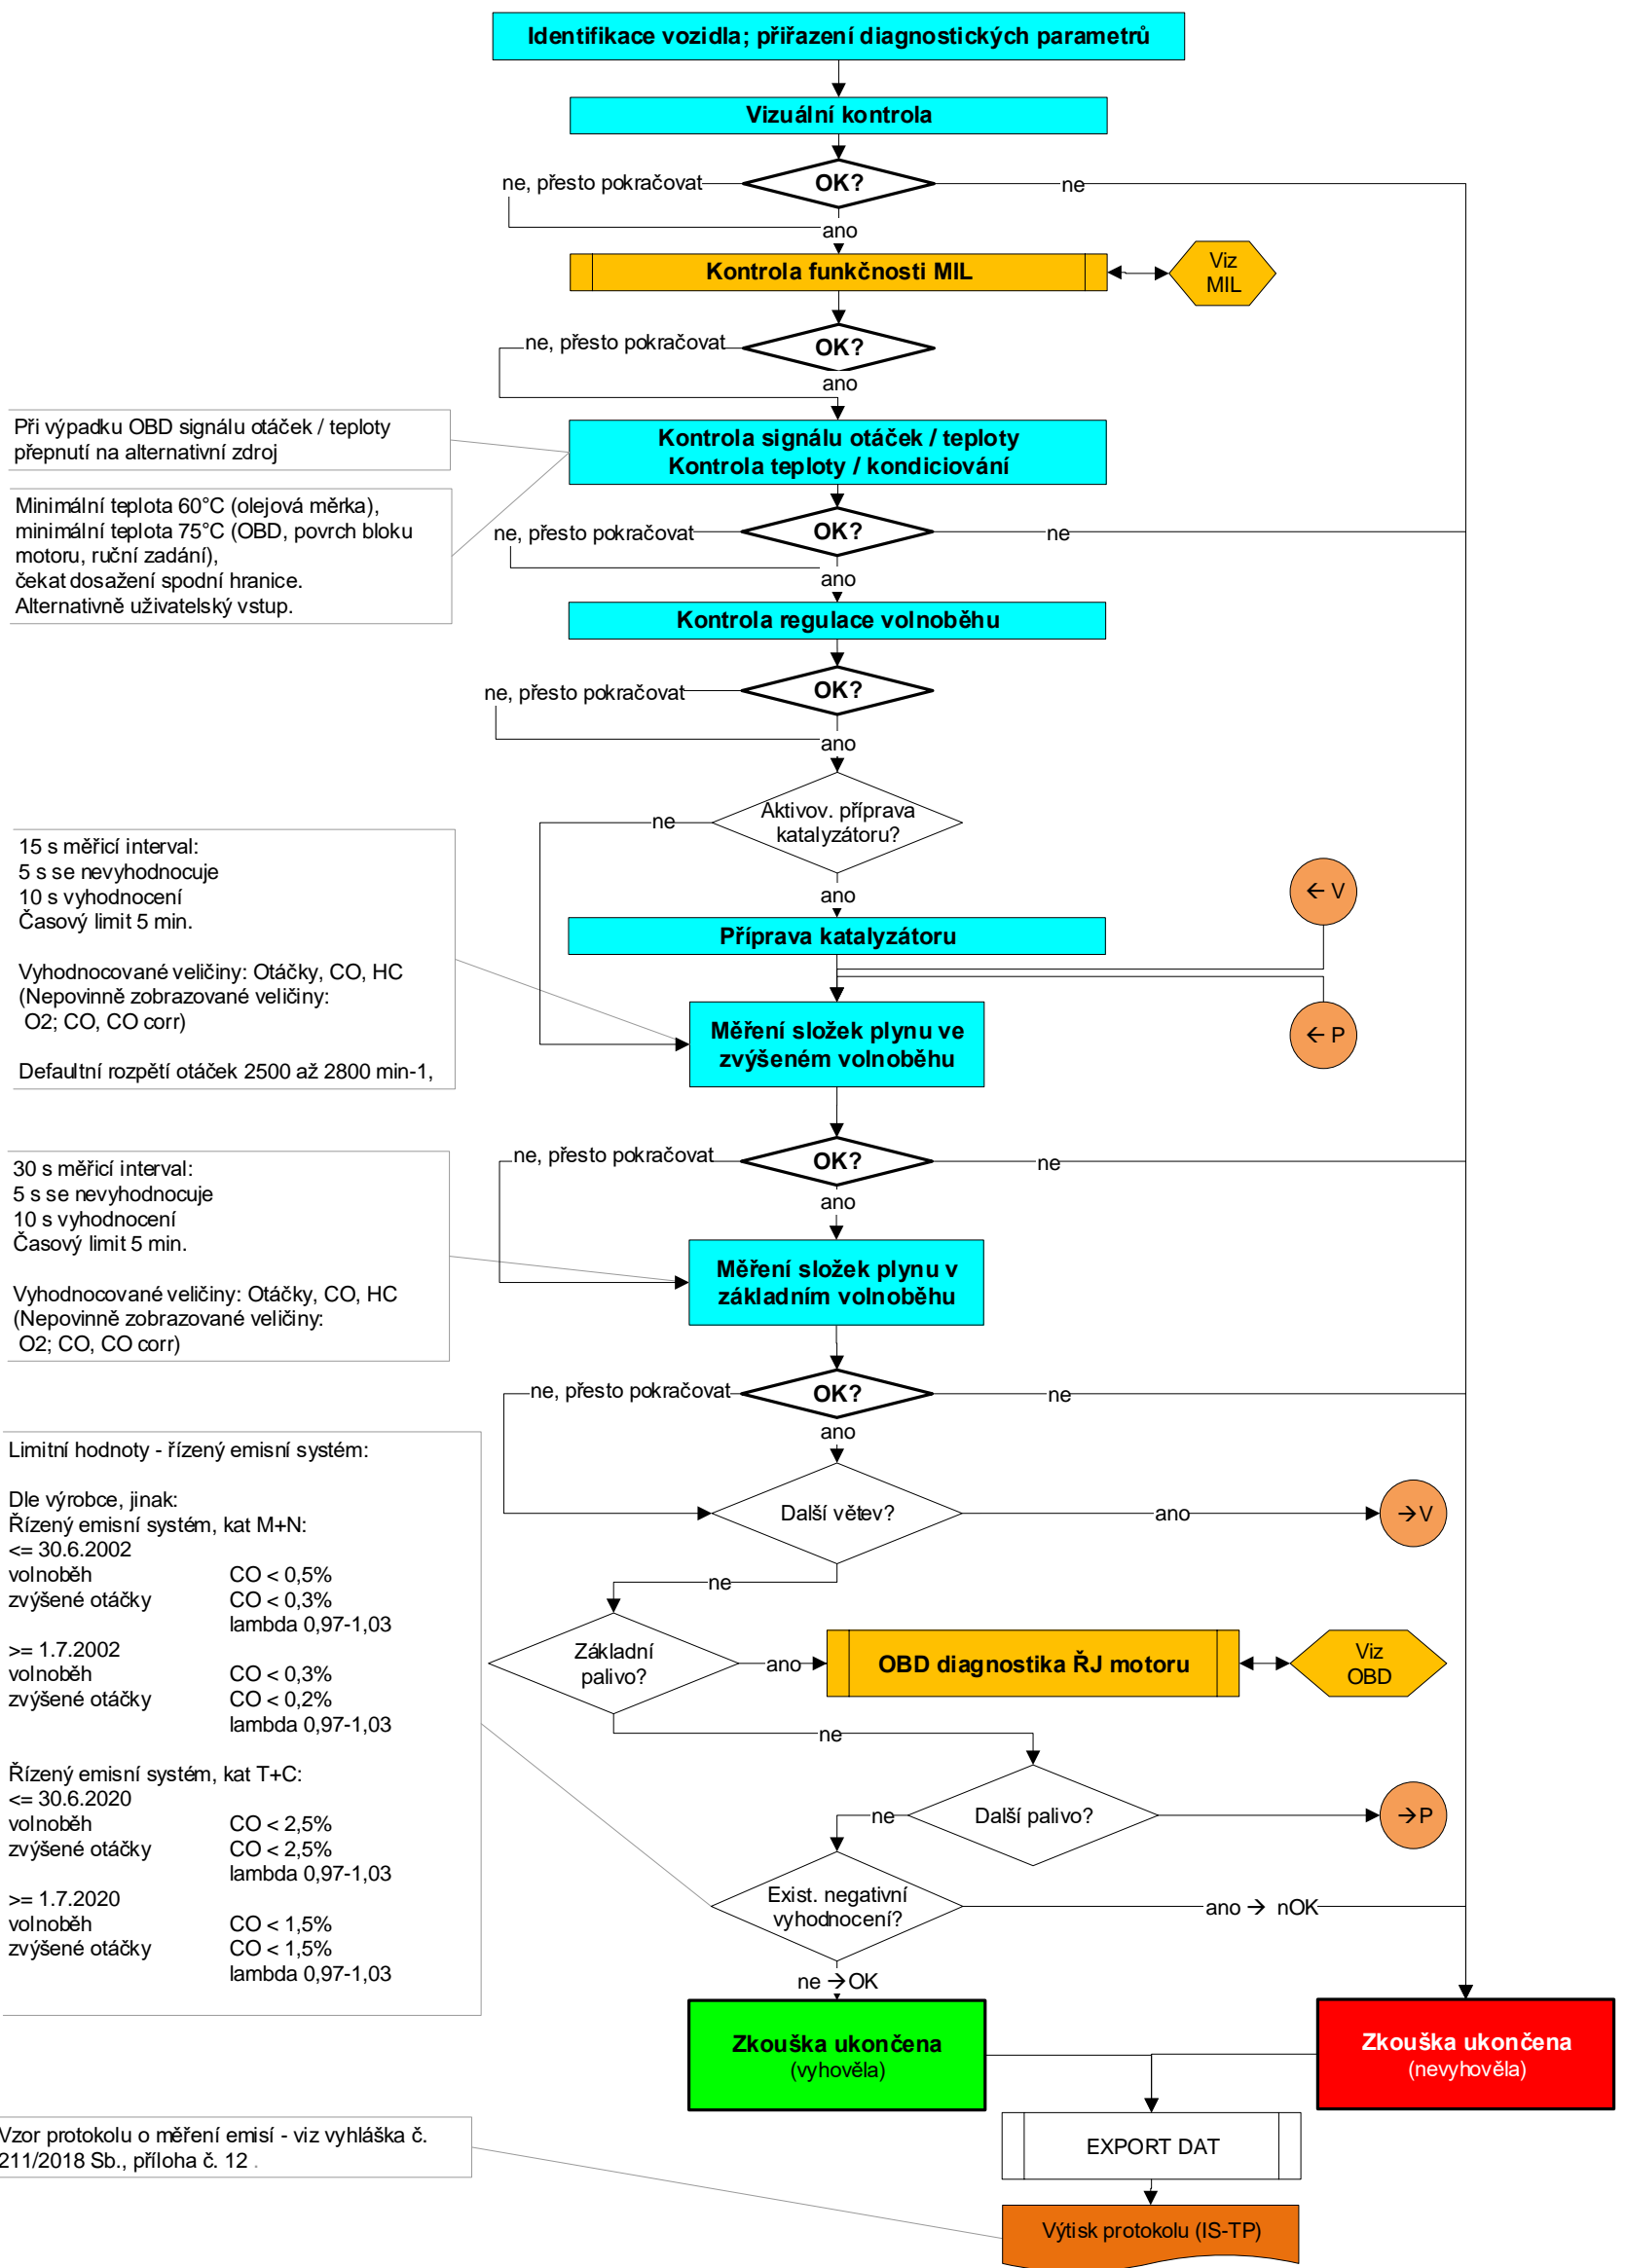 Identifikace vozidla; přiřazení diagnostických parametrů
Vizuální kontrola
ne, přesto pokračovat
OK?
ne
ano
Kontrola funkčnosti MIL
Viz
MIL
ne, přesto pokračovat
OK?
ano
Při výpadku OBD signálu otáček / teploty
přepnutí na alternativní zdroj
Kontrola signálu otáček / teploty
Kontrola teploty / kondiciování
Minimální teplota 60°C (olejová měrka),
minimální teplota 75°C (OBD, povrch bloku
motoru, ruční zadání),
čekat dosažení spodní hranice.
Alternativně uživatelský vstup.
ne, přesto pokračovat
OK?
ne
ano
Kontrola regulace volnoběhu
ne, přesto pokračovat
OK?
ano
Aktivov. příprava
katalyzátoru?
ne
ano
15 s měřicí interval:
5 s se nevyhodnocuje
10 s vyhodnocení
Časový limit 5 min.
Vyhodnocované veličiny: Otáčky, CO, HC
(Nepovinně zobrazované veličiny:
O2; CO, CO corr)
Defaultní rozpětí otáček 2500 až 2800 min-1,
← V
Příprava katalyzátoru
← P
Měření složek plynu ve
zvýšeném volnoběhu
ne, přesto pokračovat
OK?
ne
ano
30 s měřicí interval:
5 s se nevyhodnocuje
10 s vyhodnocení
Časový limit 5 min.
Vyhodnocované veličiny: Otáčky, CO, HC
(Nepovinně zobrazované veličiny:
O2; CO, CO corr)
Měření složek plynu v
základním volnoběhu
ne, přesto pokračovat
OK?
ne
ano
Limitní hodnoty - řízený emisní systém:
Dle výrobce, jinak:
Řízený emisní systém, kat M+N:
<= 30.6.2002
volnoběh CO < 0,5%
zvýšené otáčky CO < 0,3%
lambda 0,97-1,03
>= 1.7.2002
volnoběh CO < 0,3%
zvýšené otáčky CO < 0,2%
lambda 0,97-1,03
Řízený emisní systém, kat T+C:
<= 30.6.2020
volnoběh CO < 2,5%
zvýšené otáčky CO < 2,5%
lambda 0,97-1,03
>= 1.7.2020
volnoběh CO < 1,5%
zvýšené otáčky CO < 1,5%
lambda 0,97-1,03
Další větev?
ano
→V
ne
Základní
palivo?
ano
OBD diagnostika ŘJ motoru
Viz
OBD
ne
Další palivo?
→P
ne
Exist. negativní
vyhodnocení?
ano → nOK
ne →OK
Zkouška ukončena
(vyhověla)
Zkouška ukončena
(nevyhověla)
Vzor protokolu o měření emisí - viz vyhláška č.
211/2018 Sb., příloha č. 12 .
EXPORT DAT
Výtisk protokolu (IS-TP)